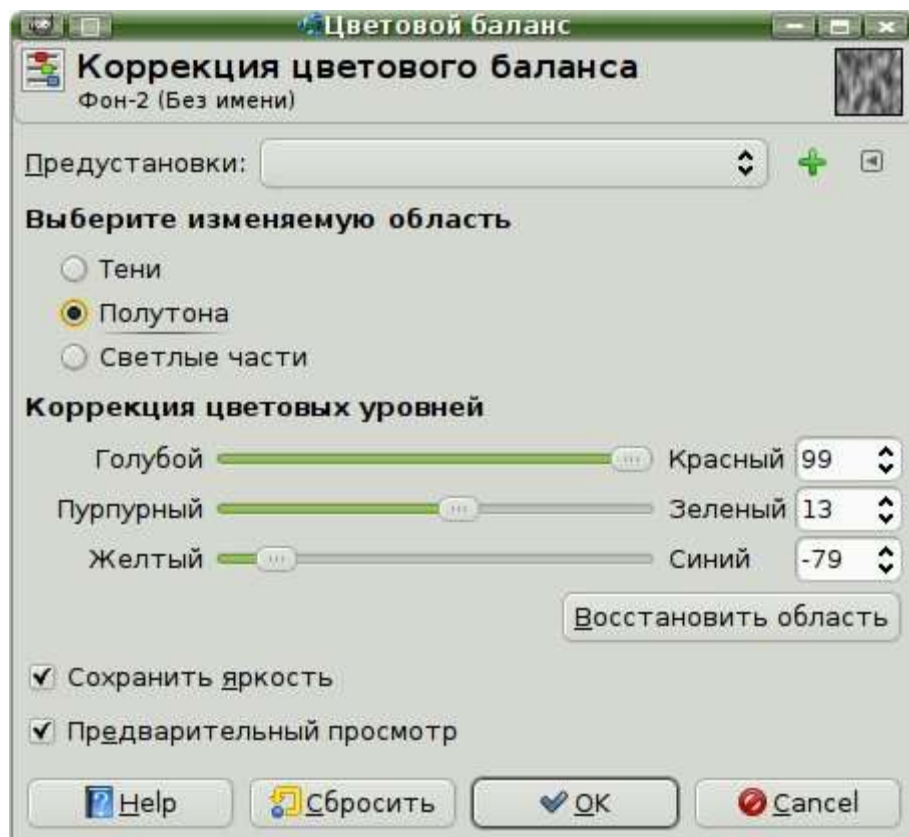 Цветовой баланс
Коррекция цветового баланса
Фон-2 (Без имени)
Предустановки:
Выберите изменяемую область
Тени
Полутона
Светлые части
Коррекция цветовых уровней
Голубой Красный 99
Пурпурный Зеленый 13
Желтый Синий -79
Восстановить область
Сохранить яркость
Предварительный просмотр
Help Сбросить OK Cancel